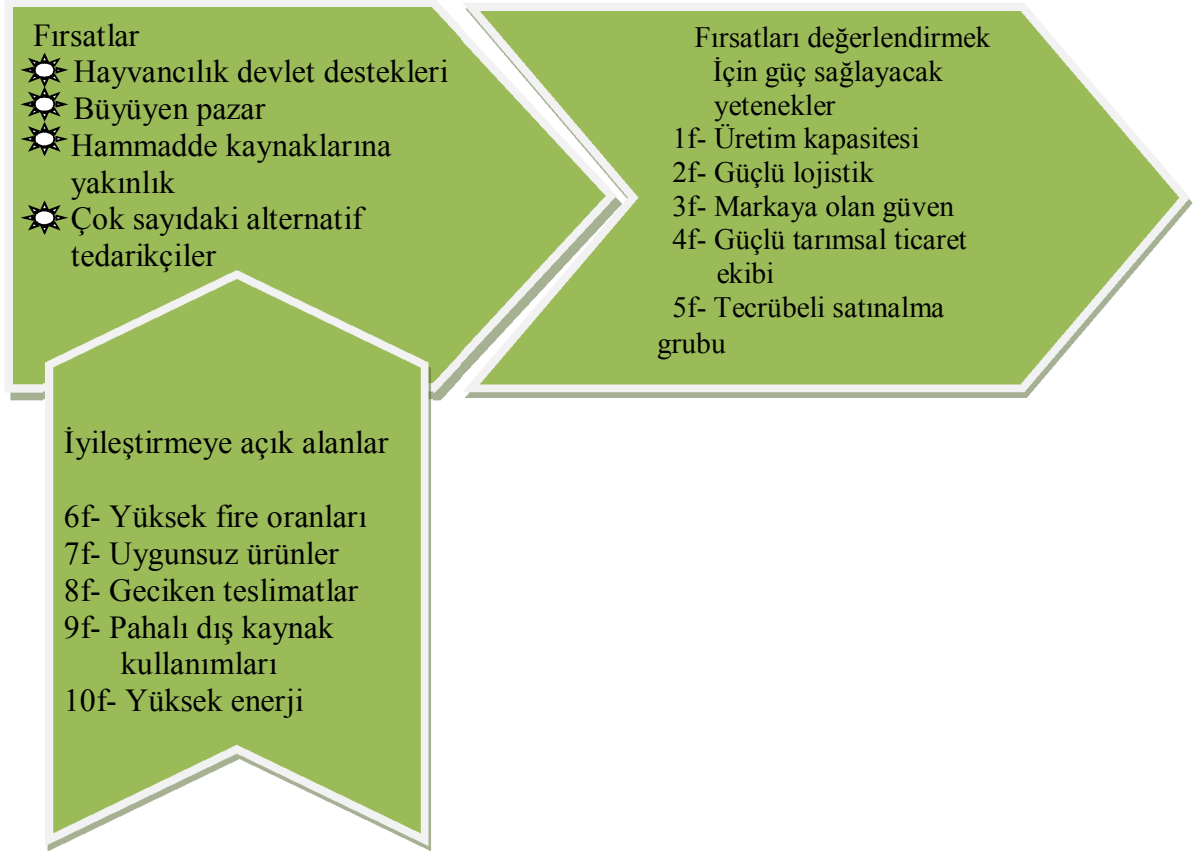 Fırsatlar
Hayvancılık devlet destekleri
Büyüyen pazar
Hammadde kaynaklarına
yakınlık
Çok sayıdaki alternatif
tedarikçiler
Fırsatları değerlendirmek
İçin güç sağlayacak
yetenekler
1f- Üretim kapasitesi
2f- Güçlü lojistik
3f- Markaya olan güven
4f- Güçlü tarımsal ticaret
ekibi
5f- Tecrübeli satınalma
grubu
İyileştirmeye açık alanlar
6f- Yüksek fire oranları
7f- Uygunsuz ürünler
8f- Geciken teslimatlar
9f- Pahalı dış kaynak
kullanımları
10f- Yüksek enerji